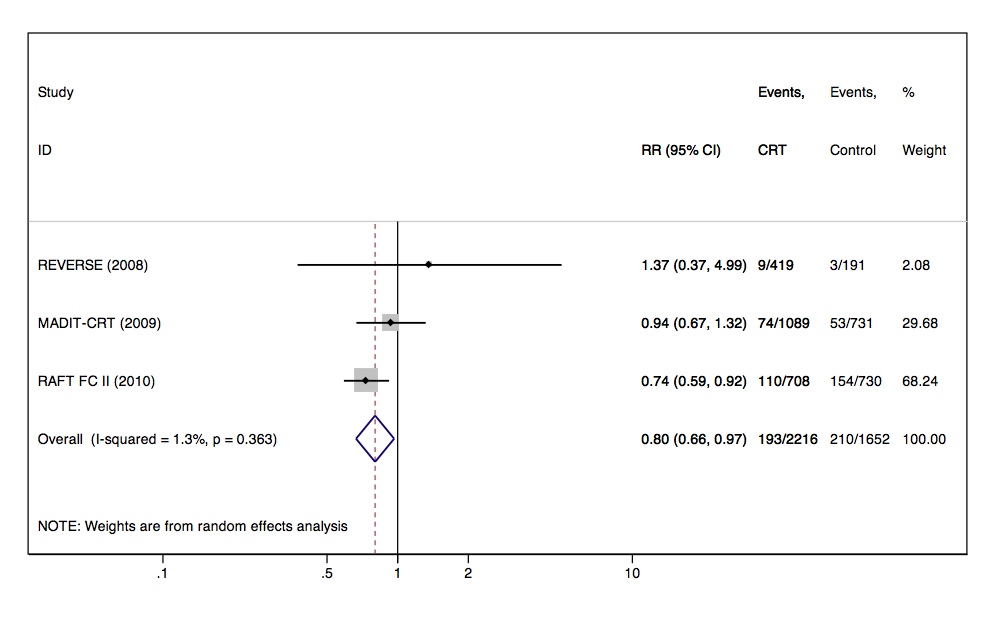 Study Events, Events, %
ID RR (95% CI) CRT Control Weight
REVERSE (2008) 1.37 (0.37, 4.99) 9/419 3/191 2.08
MADIT-CRT (2009) 0.94 (0.67, 1.32) 74/1089 53/731 29.68
RAFT FC II (2010) 0.74 (0.59, 0.92) 110/708 154/730 68.24
Overall (I-squared = 1.3%, p = 0.363) 0.80 (0.66, 0.97) 193/2216 210/1652 100.00
NOTE: Weights are from random effects analysis
.1 .5 1 2 10